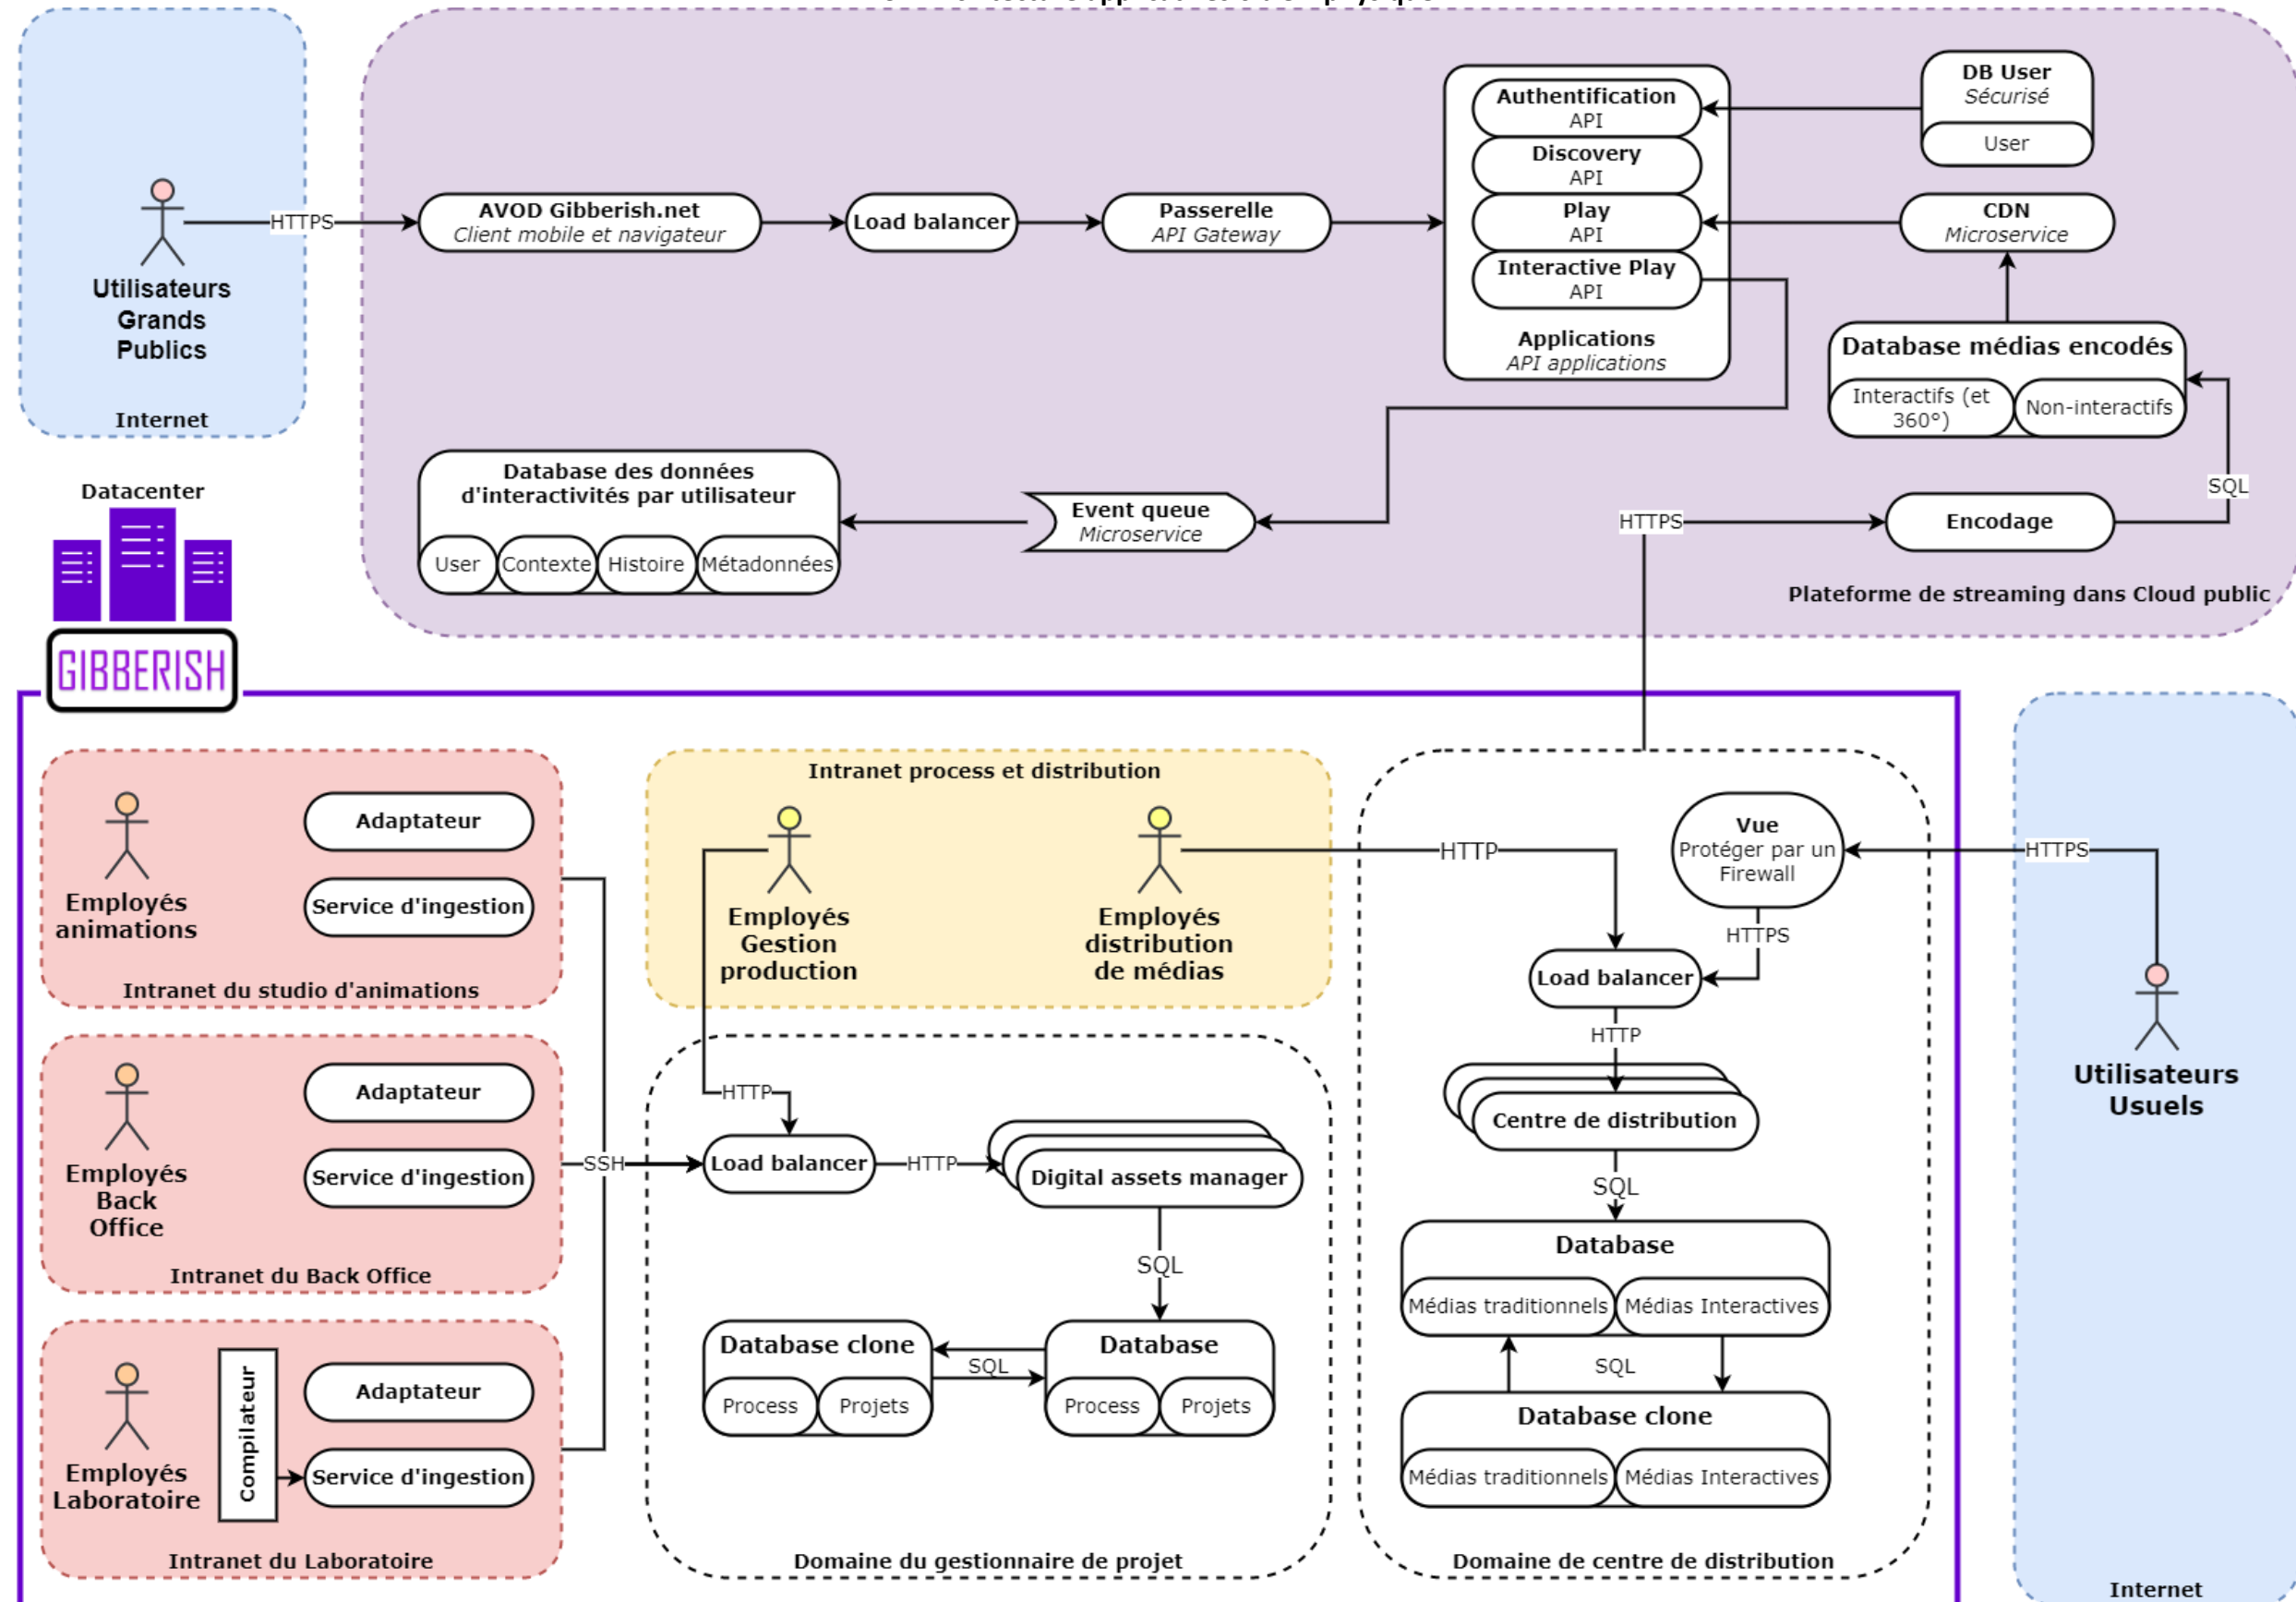 AVOD Gibberish.net
Client mobile et navigateur
HTTPS
Load balancer
Passerelle
API Gateway
Authentification
API
Discovery
API
Play
API
Interactive Play
API
Applications
API applications
DB User
Sécurisé
User
CDN
Microservice
Database médias encodés
Interactifs (et
360°)
Non-interactifs
SQL
Encodage
HTTPS
Event queue
Microservice
Database des données
d'interactivités par utilisateur
User
Contexte
Histoire
Métadonnées
Plateforme de streaming dans Cloud public
Utilisateurs
Grands
Publics
Internet
Datacenter
GIBBERISH
Employés
animations
Adaptateur
Service d'ingestion
Intranet du studio d'animations
Employés
Back
Office
Adaptateur
Service d'ingestion
Intranet du Back Office
Employés
Laboratoire
Compilateur
Adaptateur
Service d'ingestion
Intranet du Laboratoire
SSH
Intranet process et distribution
Employés
Gestion
production
Employés
distribution
de médias
HTTP
HTTP
Load balancer
HTTP
Digital assets manager
SQL
Database clone
Process
Projets
SQL
Database
Process
Projets
Domaine du gestionnaire de projet
Vue
Protéger par un
Firewall
HTTPS
HTTPS
Load balancer
HTTP
Centre de distribution
SQL
Database
Médias traditionnels
Médias Interactives
SQL
Database clone
Médias traditionnels
Médias Interactives
Domaine de centre de distribution
Utilisateurs
Usuels
Internet